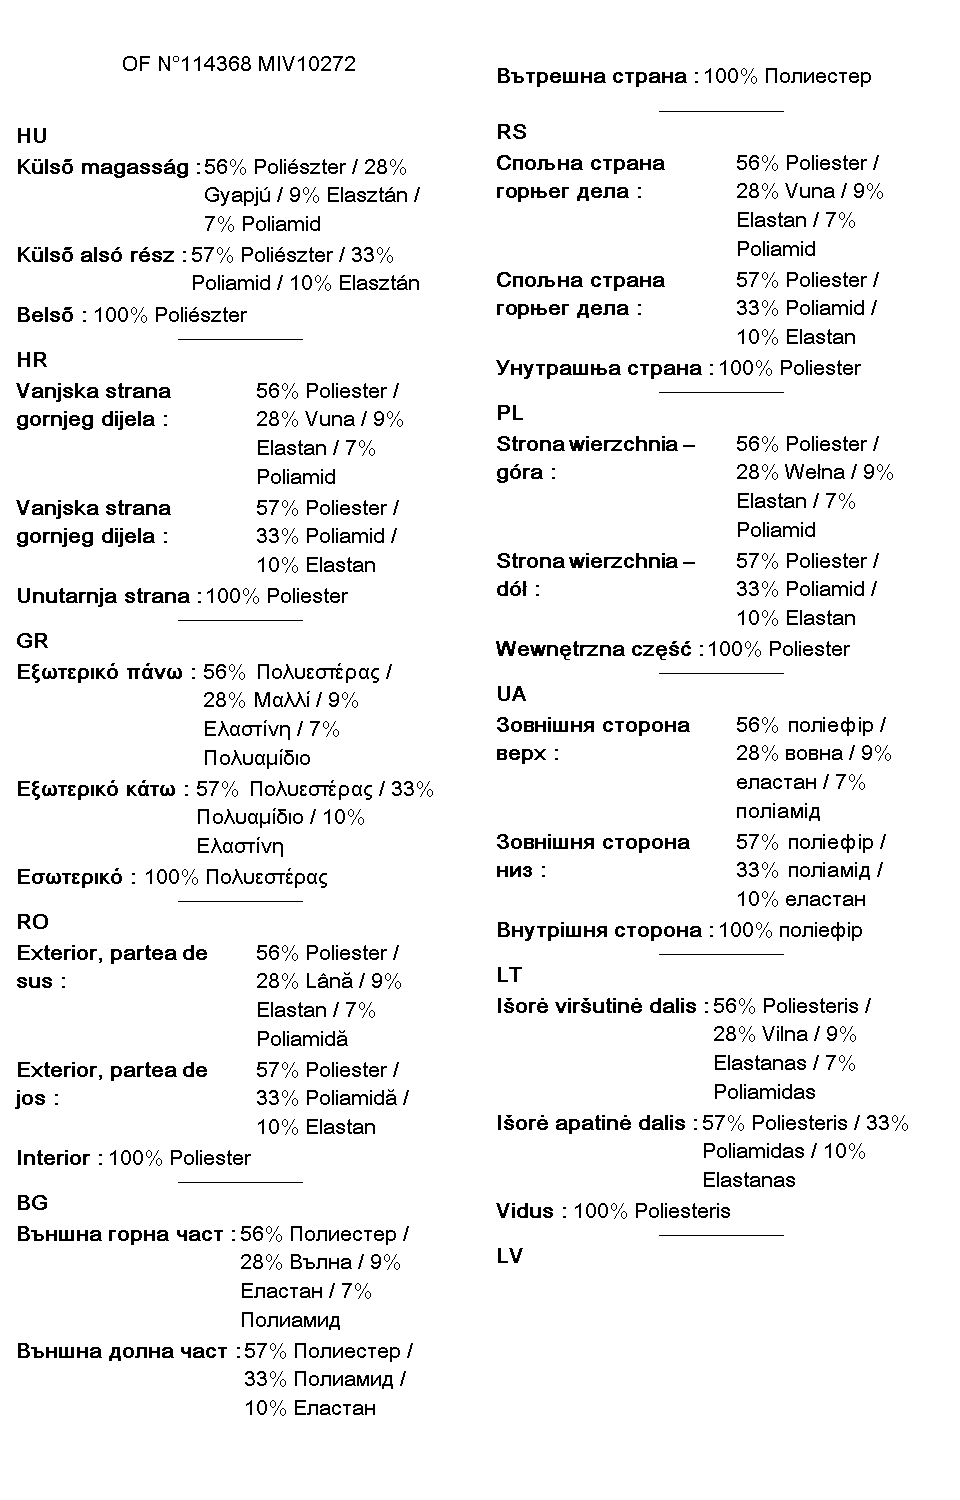 OF N°114368 MIV10272
HU
Külső magasság : 56% Poliészter / 28%
Gyapjú / 9% Elasztán /
7% Poliamid
Külső alsó rész : 57% Poliészter / 33%
Poliamid / 10% Elasztán
Belső : 100% Poliészter
HR
Vanjska strana 56% Poliester /
gornjeg dijela : 28% Vuna / 9%
Elastan / 7%
Poliamid
Vanjska strana 57% Poliester /
gornjeg dijela : 33% Poliamid /
10% Elastan
Unutarnja strana : 100% Poliester
GR
Εξωτερικό πάνω : 56% Πολυεστέρας /
28% Μαλλί / 9%
Ελαστίνη / 7%
Πολυαμίδιο
Εξωτερικό κάτω : 57% Πολυεστέρας / 33%
Πολυαμίδιο / 10%
Ελαστίνη
Εσωτερικό : 100% Πολυεστέρας
RO
Exterior, partea de 56% Poliester /
sus : 28% Lână / 9%
Elastan / 7%
Poliamidă
Exterior, partea de 57% Poliester /
jos : 33% Poliamidă /
10% Elastan
Interior : 100% Poliester
BG
Външна горна част : 56% Полиестер /
28% Вълна / 9%
Еластан / 7%
Полиамид
Външна долна част : 57% Полиестер /
33% Полиамид /
10% Еластан
Вътрешна страна : 100% Полиестер
RS
Спољна страна 56% Poliester /
горњег дела : 28% Vuna / 9%
Elastan / 7%
Poliamid
Спољна страна 57% Poliester /
горњег дела : 33% Poliamid /
10% Elastan
Унутрашња страна : 100% Poliester
PL
Strona wierzchnia – 56% Poliester /
góra : 28% Wełna / 9%
Elastan / 7%
Poliamid
Strona wierzchnia – 57% Poliester /
dół : 33% Poliamid /
10% Elastan
Wewnętrzna część : 100% Poliester
UA
Зовнішня сторона 56% поліефір /
верх : 28% вовна / 9%
еластан / 7%
поліамід
Зовнішня сторона 57% поліефір /
низ : 33% поліамід /
10% еластан
Внутрішня сторона : 100% поліефір
LT
Išorė viršutinė dalis : 56% Poliesteris /
28% Vilna / 9%
Elastanas / 7%
Poliamidas
Išorė apatinė dalis : 57% Poliesteris / 33%
Poliamidas / 10%
Elastanas
Vidus : 100% Poliesteris
LV